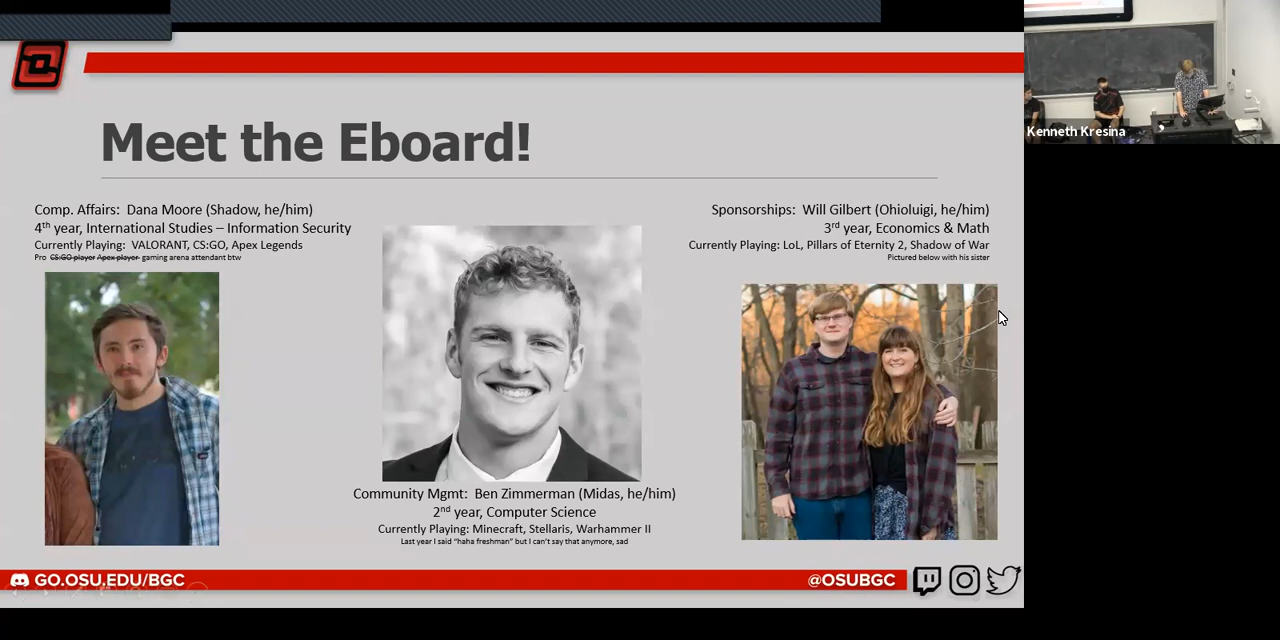 Meet the Eboard!
Comp. Affairs: Dana Moore (Shadow, he/him)
4th year, International Studies – Information Security
Currently Playing: VALORANT, CS:GO, Apex Legends
Pro CS:GO player Apex player gaming arena attendant btw
Sponsorships: Will Gilbert (Ohioluigi, he/him)
3rd year, Economics & Math
Currently Playing: LoL, Pillars of Eternity 2, Shadow of War
Pictured below with his sister
Community Mgmt: Ben Zimmerman (Midas, he/him)
2nd year, Computer Science
Currently Playing: Minecraft, Stellaris, Warhammer II
Last year I said "haha freshman" but I can't say that anymore, sad
GO.OSU.EDU/BGC
@OSUBGC
Kenneth Kresina